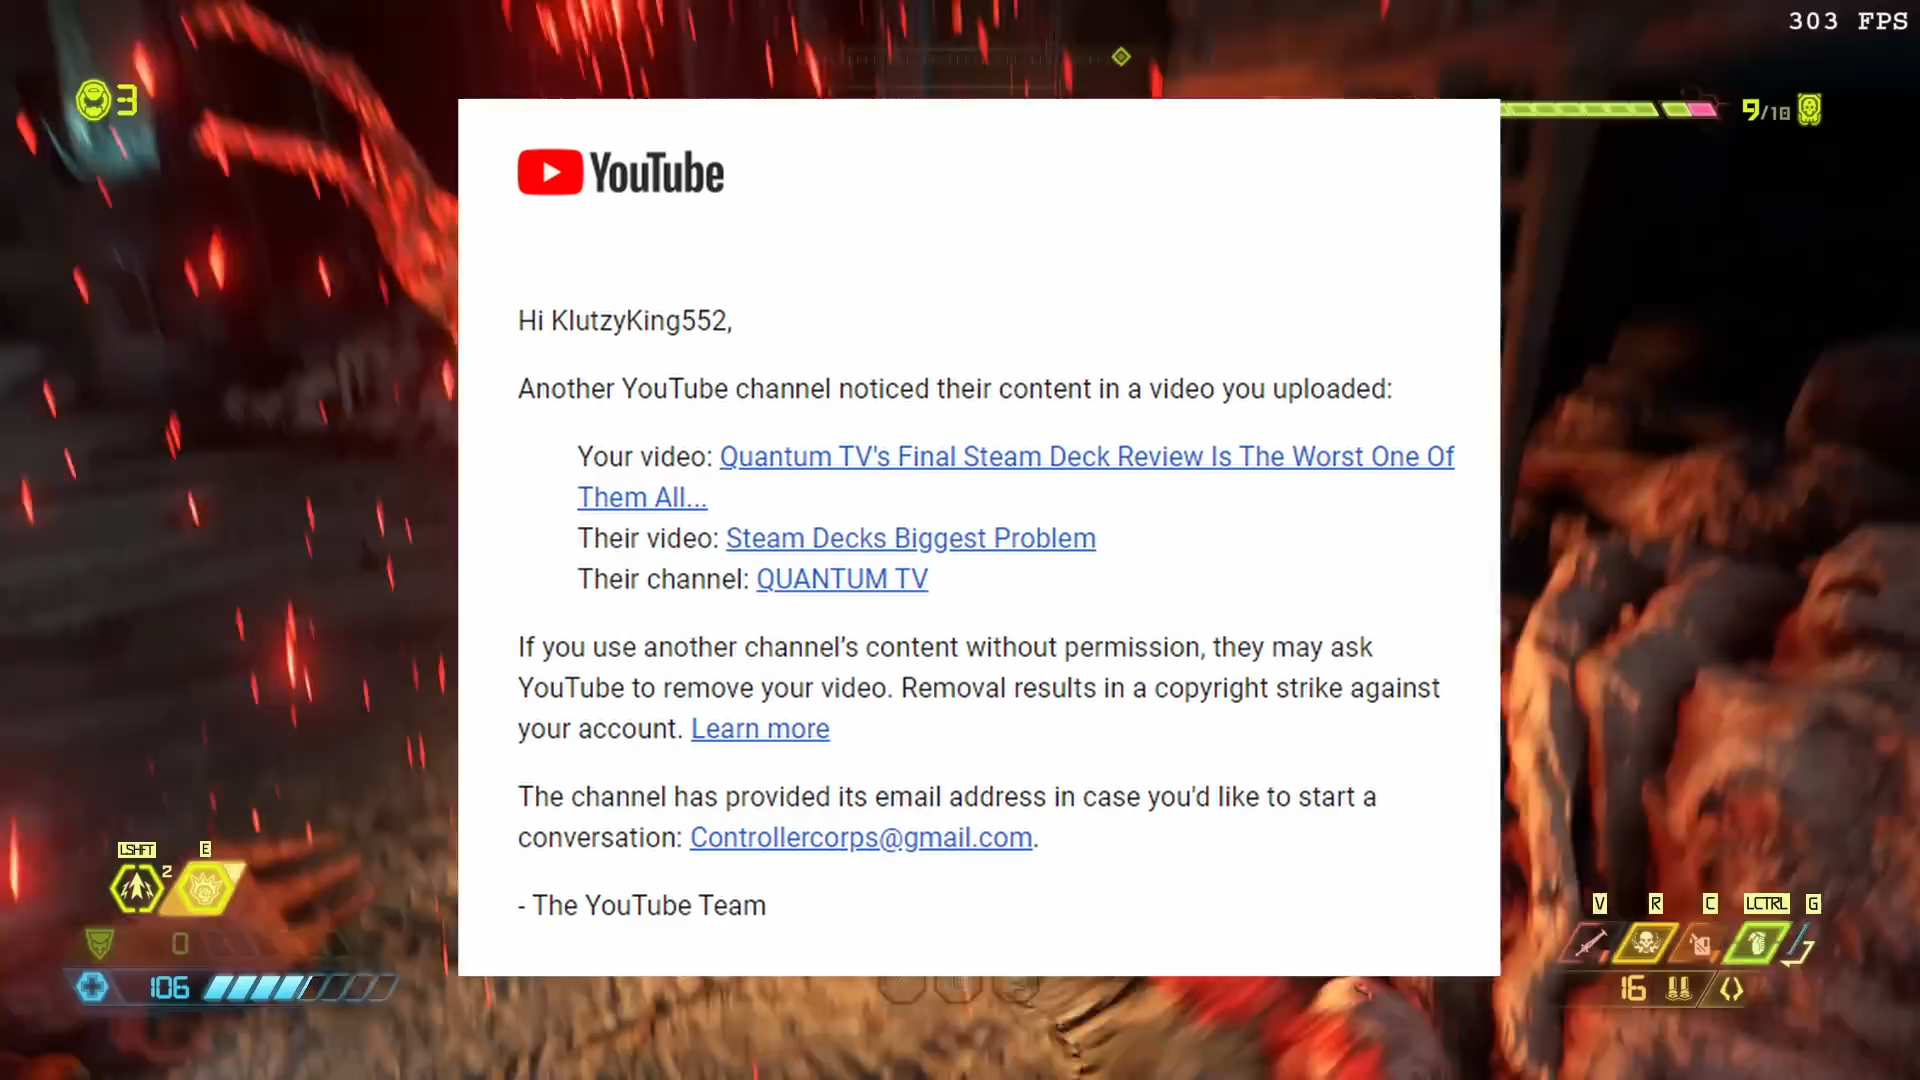 303 FPS
3
9/10
YouTube
Hi KlutzyKing552,
Another YouTube channel noticed their content in a video you uploaded:
Your video: Quantum TV's Final Steam Deck Review Is The Worst One Of
Them All...
Their video: Steam Decks Biggest Problem
Their channel: QUANTUM TV
If you use another channel’s content without permission, they may ask
YouTube to remove your video. Removal results in a copyright strike against
your account. Learn more
The channel has provided its email address in case you'd like to start a
conversation: Controllercorps@gmail.com.
- The YouTube Team
LSHFT E
2
V R C LCTRL G
0
106
16